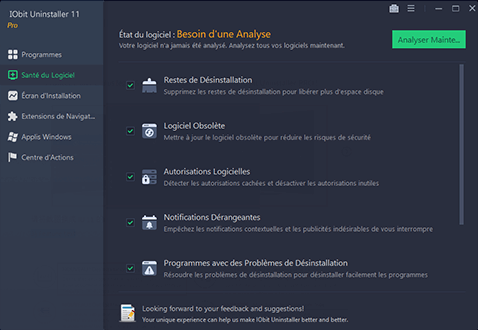 IObit Uninstaller 11
Pro
Programmes
Santé du Logiciel
Écran d'Installation
Extensions de Navigat...
Applis Windows
Centre d'Actions
État du logiciel : Besoin d'une Analyse
Votre logiciel n'a jamais été analysé. Analysez tous vos logiciels maintenant.
Analyser Mainte...
Restes de Désinstallation
Supprimez les restes de désinstallation pour libérer plus d'espace disque
Logiciel Obsolète
Mettre à jour le logiciel obsolète pour réduire les risques de sécurité
Autorisations Logicielles
Détecter les autorisations cachées et désactiver les autorisations inutiles
Notifications Dérangeantes
Empêchez les notifications contextuelles et les publicités indésirables de vous interrompre
Programmes avec des Problèmes de Désinstallation
Résoudre les problèmes de désinstallation pour désinstaller facilement les programmes
Looking forward to your feedback and suggestions!
Your unique experience can help us make IObit Uninstaller better and better.